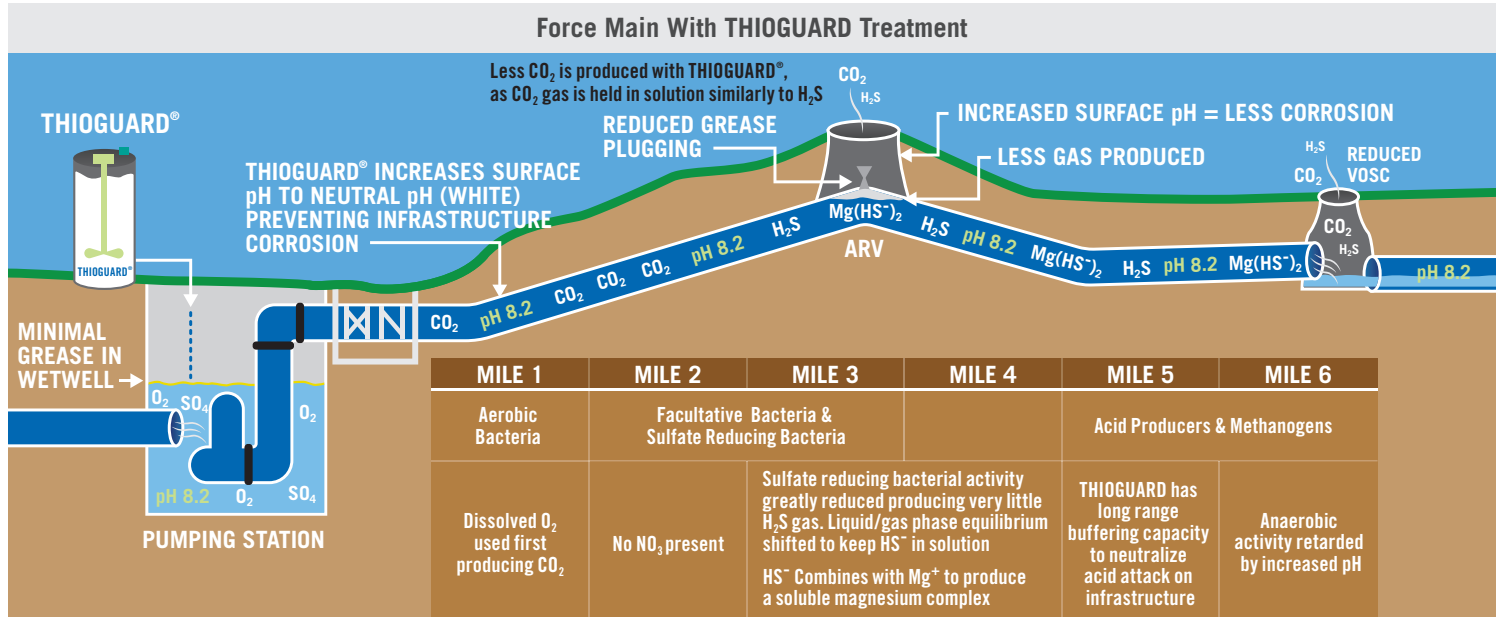 Force Main With THIOGUARD Treatment
Less CO₂ is produced with THIOGUARD®,
as CO₂ gas is held in solution similarly to H₂S
CO₂
H₂S
THIOGUARD®
THIOGUARD®
REDUCED GREASE
PLUGGING
INCREASED SURFACE pH = LESS CORROSION
LESS GAS PRODUCED
H₂S
CO₂
REDUCED
VOSC
THIOGUARD® INCREASES SURFACE
pH TO NEUTRAL pH (WHITE)
PREVENTING INFRASTRUCTURE
CORROSION
CO₂
pH 8.2
CO₂
CO₂
CO₂
pH 8.2
H₂S
Mg(HS⁻)₂
ARV
H₂S
pH 8.2
Mg(HS⁻)₂
H₂S
pH 8.2
Mg(HS⁻)₂
CO₂
H₂S
pH 8.2
MINIMAL
GREASE IN
WETWELL
O₂
SO₄
O₂
pH 8.2
O₂
SO₄
PUMPING STATION
MILE 1
MILE 2
MILE 3
MILE 4
MILE 5
MILE 6
Aerobic
Bacteria
Facultative Bacteria &
Sulfate Reducing Bacteria
Acid Producers & Methanogens
Dissolved O₂
used first
producing CO₂
No NO₃ present
Sulfate reducing bacterial activity
greatly reduced producing very little
H₂S gas. Liquid/gas phase equilibrium
shifted to keep HS⁻ in solution
HS⁻ Combines with Mg⁺ to produce
a soluble magnesium complex
THIOGUARD has
long range
buffering capacity
to neutralize
acid attack on
infrastructure
Anaerobic
activity retarded
by increased pH